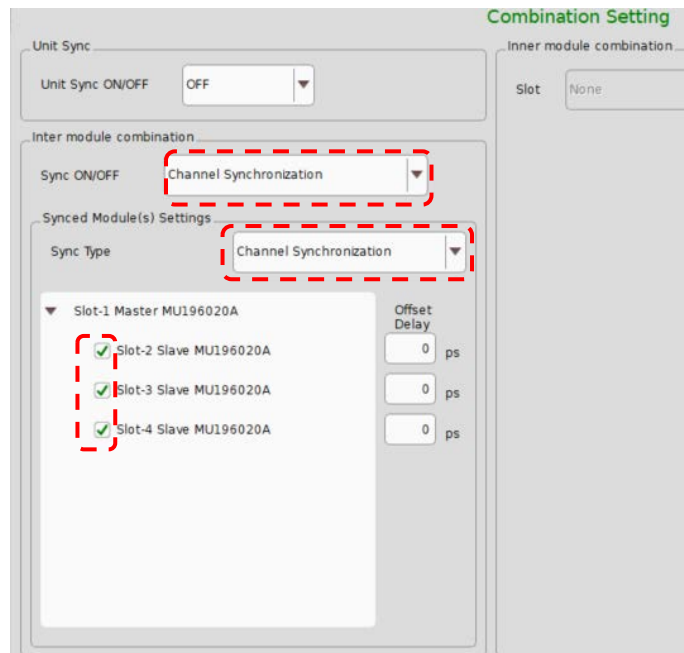 Combination Setting
Unit Sync
Unit Sync ON/OFF
OFF
Inner module combination
Slot
None
Inter module combination
Sync ON/OFF
Channel Synchronization
Synced Module(s) Settings
Sync Type
Channel Synchronization
Slot-1 Master MU196020A
Offset
Delay
Slot-2 Slave MU196020A
0 ps
Slot-3 Slave MU196020A
0 ps
Slot-4 Slave MU196020A
0 ps